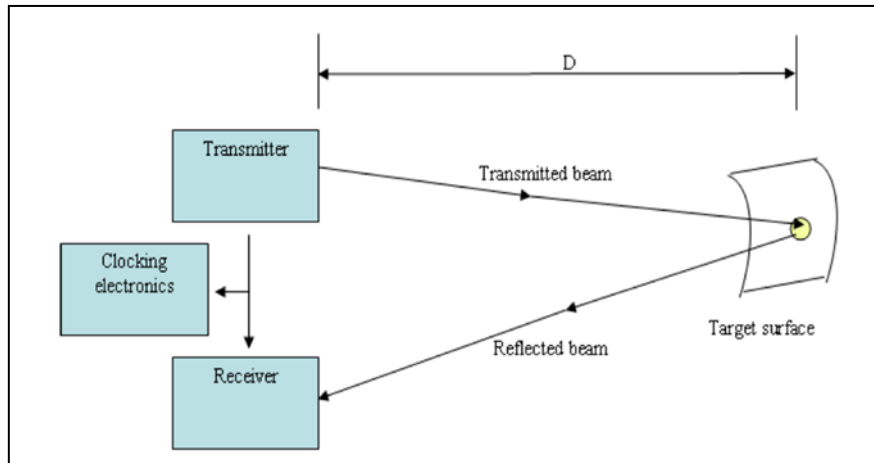 D
Transmitter
Transmitted beam
Clocking
electronics
Target surface
Reflected beam
Receiver